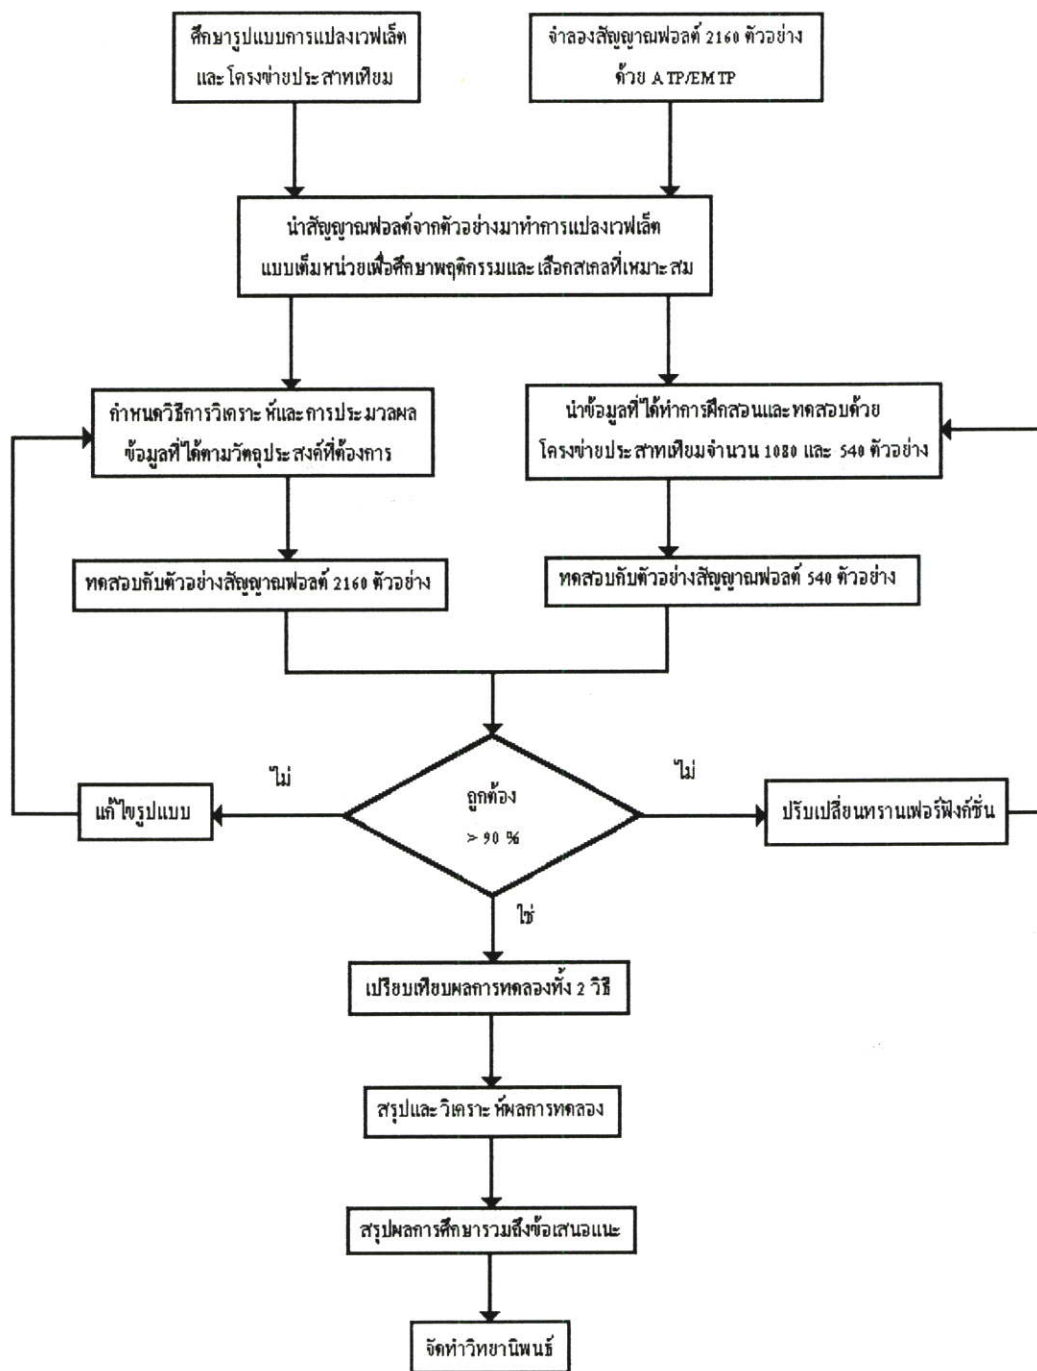 ศึกษารูปแบบการแปลงเวฟเล็ต
และโครงข่ายประสาทเทียม
จำลองสัญญาณฟอลต์ 2160 ตัวอย่าง
ด้วย ATP/EMTP
นำสัญญาณฟอลต์จากตัวอย่างมาทำการแปลงเวฟเล็ต
แบบเต็มหน่วยเพื่อศึกษาพฤติกรรมและเลือกสเกลที่เหมาะสม
กำหนดวิธีการวิเคราะห์และการประมวลผล
ข้อมูลที่ได้ตามวัตถุประสงค์ที่ต้องการ
นำข้อมูลที่ได้ทำการฝึกสอนและทดสอบด้วย
โครงข่ายประสาทเทียมจำนวน 1080 และ 540 ตัวอย่าง
ทดสอบกับตัวอย่างสัญญาณฟอลต์ 2160 ตัวอย่าง
ทดสอบกับตัวอย่างสัญญาณฟอลต์ 540 ตัวอย่าง
ไม่
ไม่
แก้ไขรูปแบบ
ถูกต้อง
> 90 %
ปรับเปลี่ยนทรานเฟอร์ฟังก์ชั่น
ใช่
เปรียบเทียบผลการทดลองทั้ง 2 วิธี
สรุปและวิเคราะห์ผลการทดลอง
สรุปผลการศึกษารวมถึงข้อเสนอแนะ
จัดทำวิทยานิพนธ์